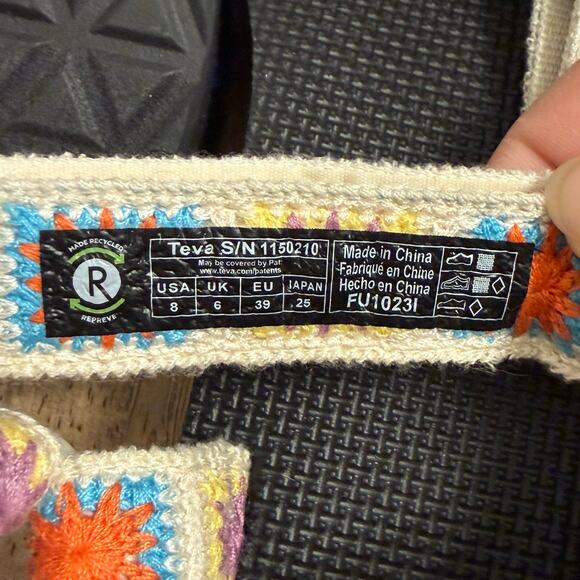 MADE RECYCLED
R
REPREVE
Teva S/N 1150210
May be covered by Pat
www.teva.com/patents
USA UK EU JAPAN
8 6 39 25
Made in China
Fabriqué en Chine
Hecho en China
FU1023I